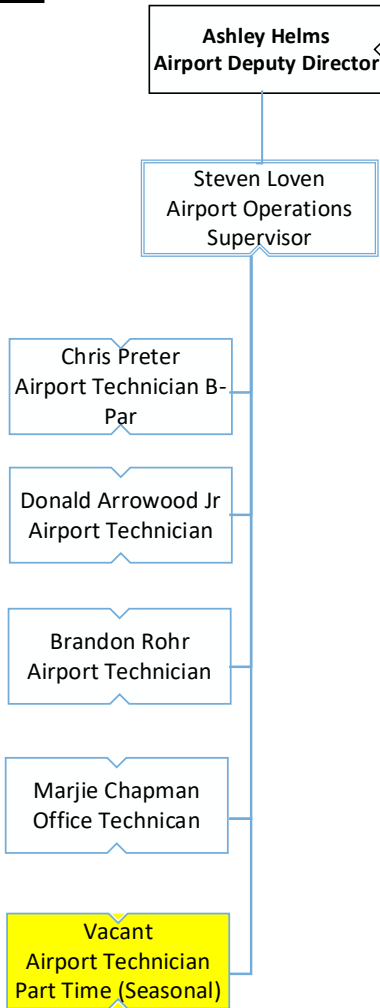 Ashley Helms
Airport Deputy Director
Steven Loven
Airport Operations
Supervisor
Chris Preter
Airport Technician B-
Par
Donald Arrowood Jr
Airport Technician
Brandon Rohr
Airport Technician
Marjie Chapman
Office Technican
Vacant
Airport Technician
Part Time (Seasonal)